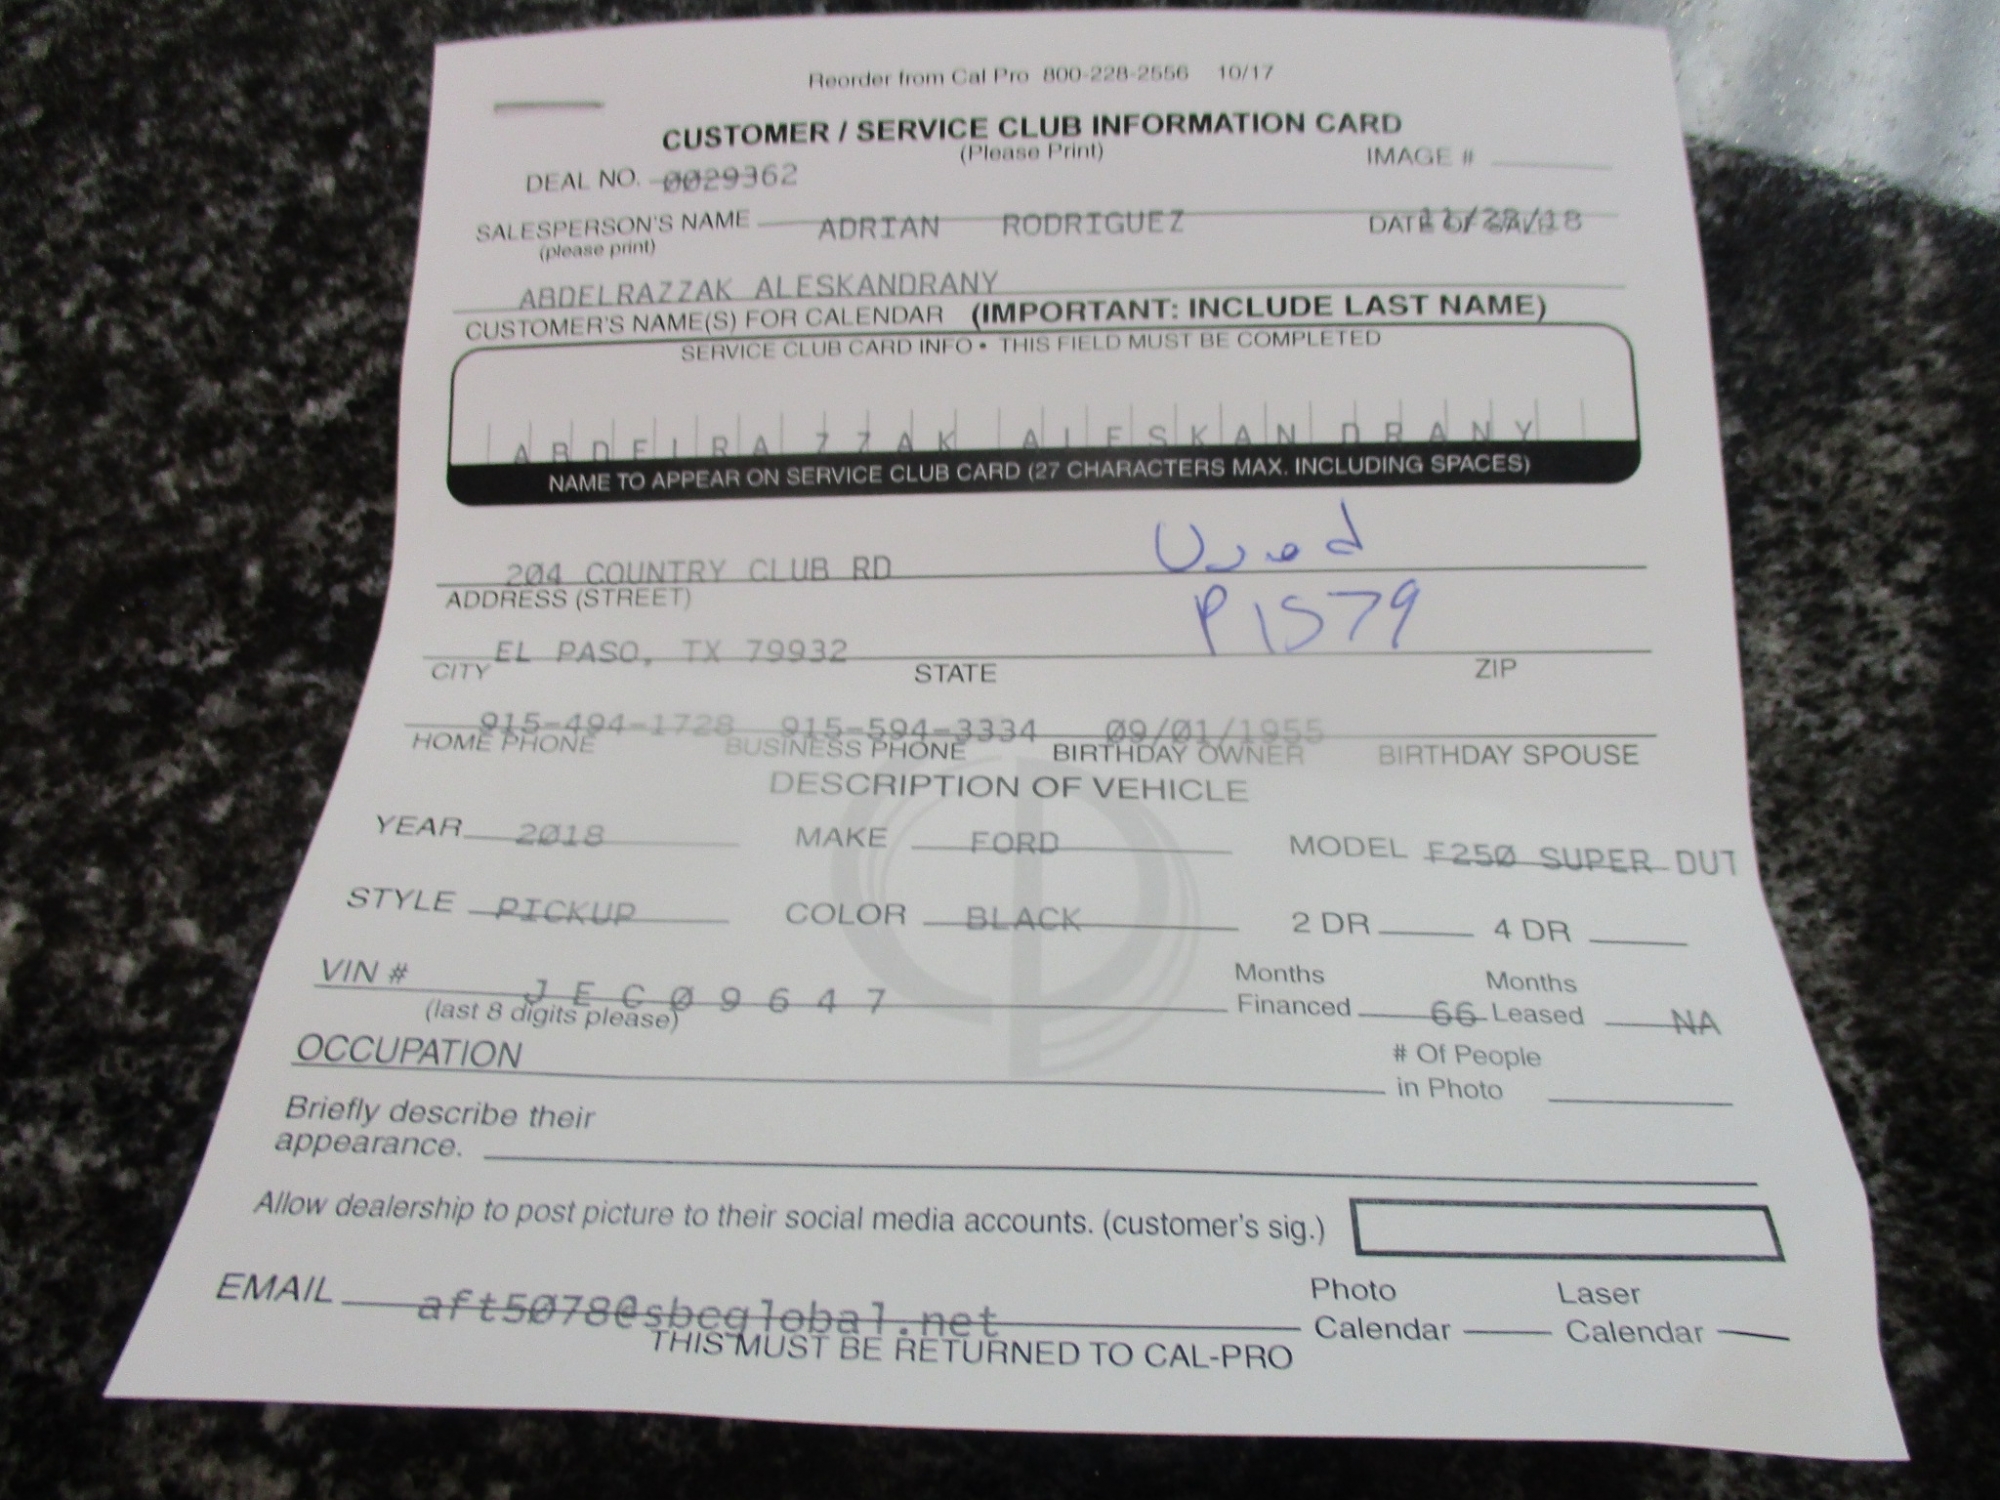 Reorder from Cal Pro 800-228-2556 10/17
CUSTOMER / SERVICE CLUB INFORMATION CARD
(Please Print)
IMAGE #
DEAL NO. 0029362
SALESPERSON'S NAME ADRIAN RODRIGUEZ DATE OF SALE
(please print)
ABDELRAZZAK ALESKANDRANY
CUSTOMER'S NAME(S) FOR CALENDAR (IMPORTANT: INCLUDE LAST NAME)
SERVICE CLUB CARD INFO • THIS FIELD MUST BE COMPLETED
ABDELRAZZAK ALESKANDRANY
NAME TO APPEAR ON SERVICE CLUB CARD (27 CHARACTERS MAX. INCLUDING SPACES)
204 COUNTRY CLUB RD Used
ADDRESS (STREET) P1579
EL PASO, TX 79932
CITY STATE ZIP
915-494-1728 915-594-3334 09/01/1955
HOME PHONE BUSINESS PHONE BIRTHDAY OWNER BIRTHDAY SPOUSE
DESCRIPTION OF VEHICLE
YEAR 2018 MAKE FORD MODEL F250 SUPER DUT
STYLE PICKUP COLOR BLACK 2 DR 4 DR
VIN # JEC09647 Months Financed 66 Months Leased NA
(last 8 digits please)
OCCUPATION # Of People in Photo
Briefly describe their
appearance.
Allow dealership to post picture to their social media accounts. (customer's sig.)
EMAIL aft5078@sbcglobal.net Photo Calendar Laser Calendar
THIS MUST BE RETURNED TO CAL-PRO